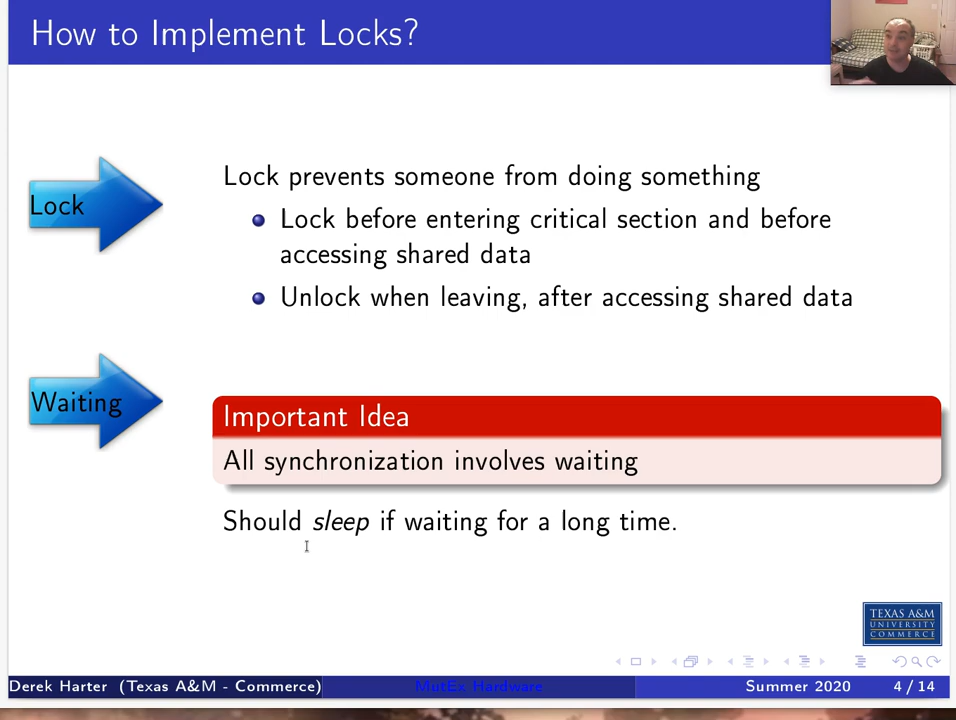 How to Implement Locks?
Lock
Lock prevents someone from doing something
Lock before entering critical section and before
accessing shared data
Unlock when leaving, after accessing shared data
Waiting
Important Idea
All synchronization involves waiting
Should sleep if waiting for a long time.
TEXAS A&M
UNIVERSITY
COMMERCE
Derek Harter (Texas A&M - Commerce) MutEx Hardware Summer 2020 4 / 14